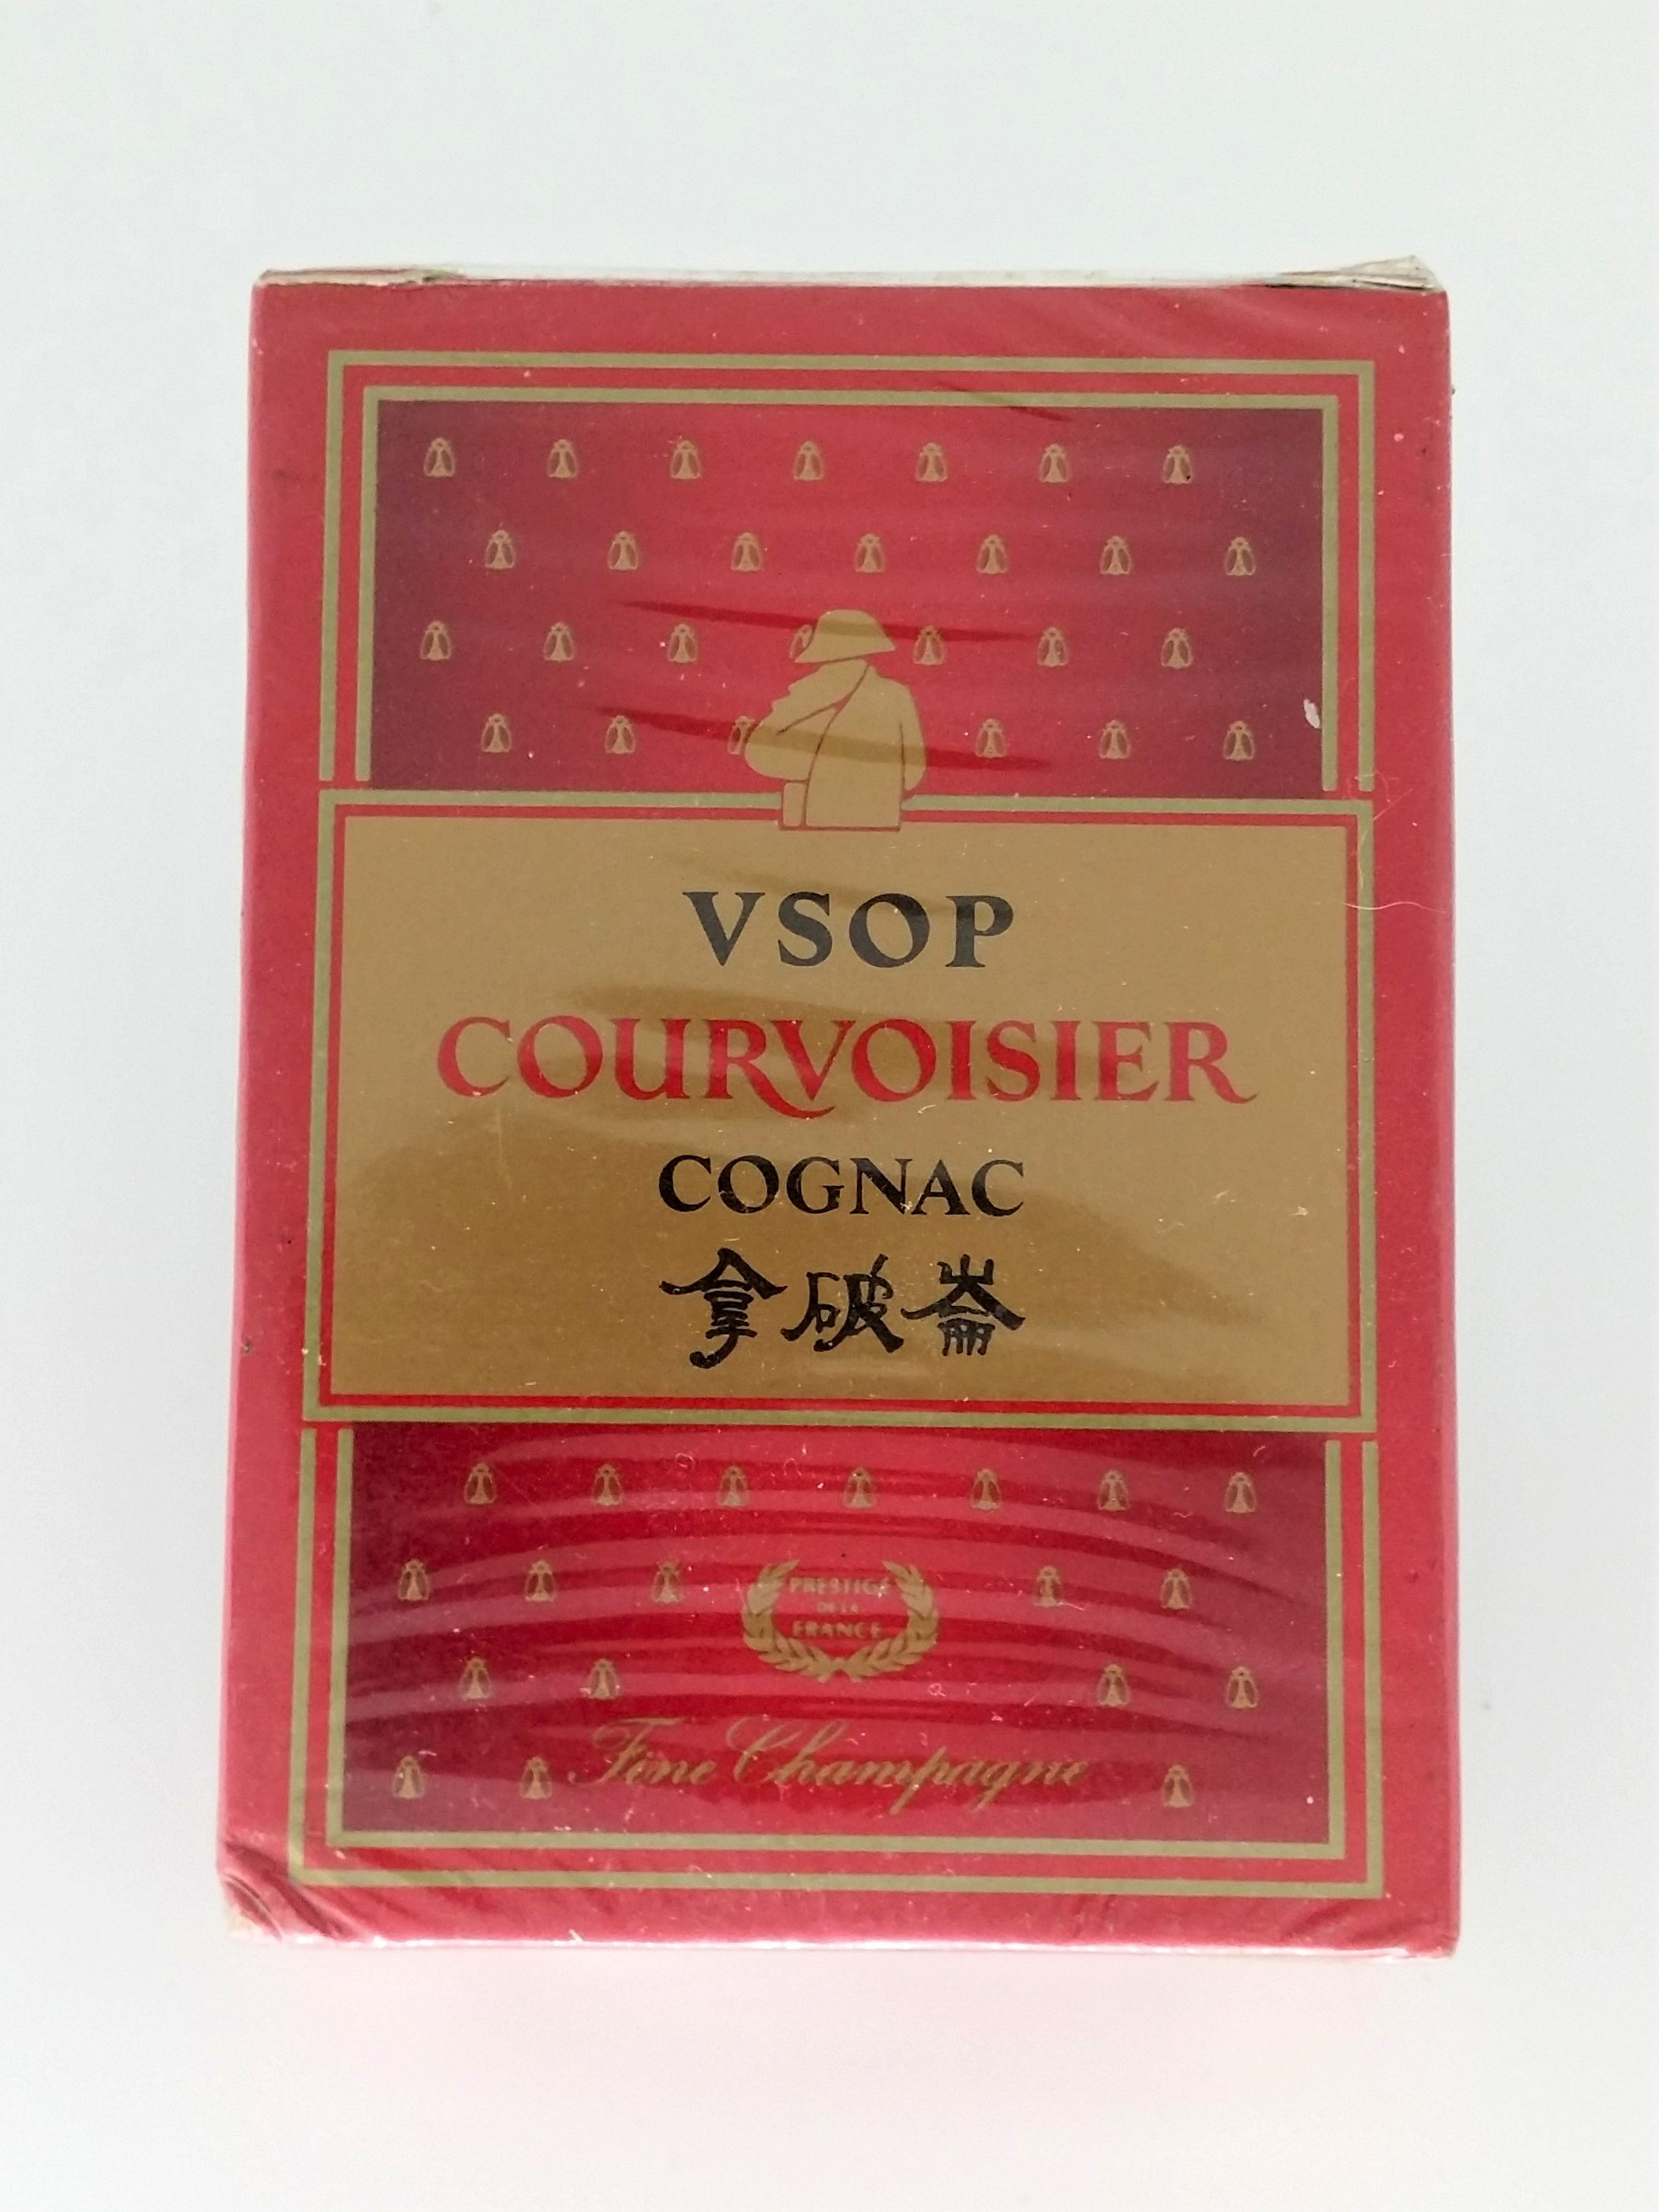 VSOP
COURVOISIER
COGNAC
拿破崙
PRESTIGE
DE LA
FRANCE
Fine Champagne